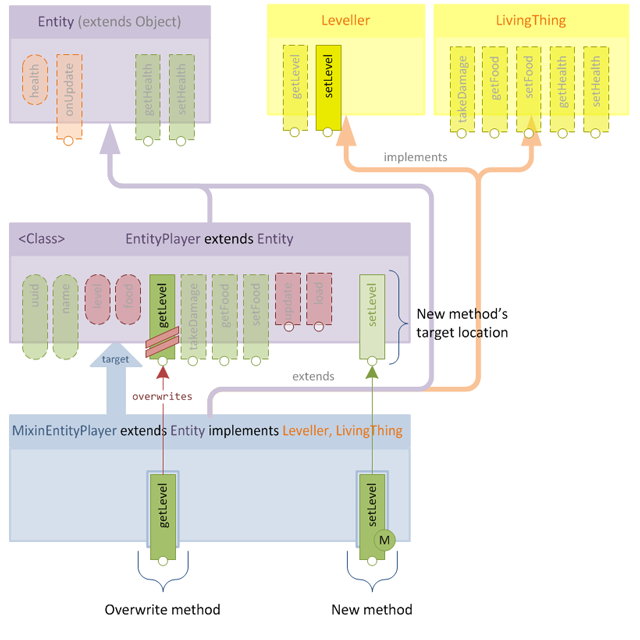 Entity (extends Object)
Leveller
LivingThing
health
onUpdate
getHealth
setHealth
getLevel
setLevel
takeDamage
getFood
setFood
getHealth
setHealth
implements
<Class>
EntityPlayer extends Entity
uuid
name
level
food
getLevel
takeDamage
getFood
setFood
update
load
setLevel
New method's
target location
target
overwrites
extends
MixinEntityPlayer extends Entity implements Leveller, LivingThing
getLevel
setLevel
M
Overwrite method
New method